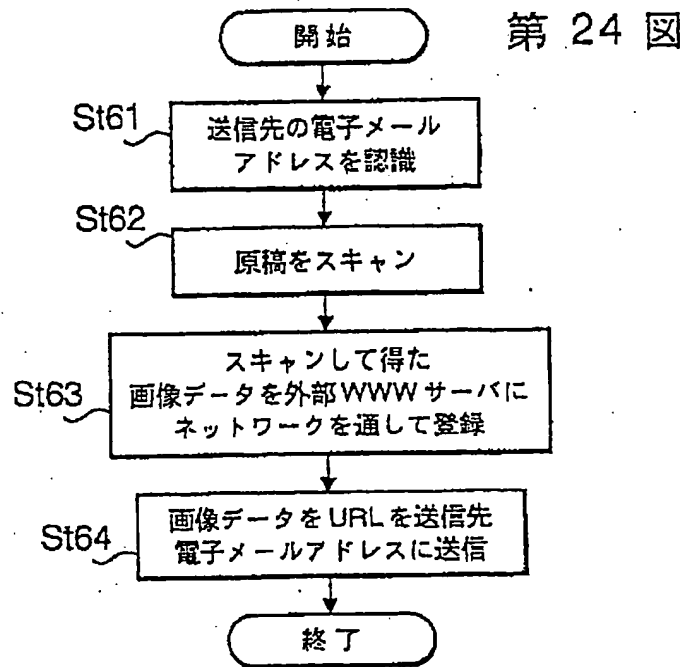 第 24 図
開始
St61
送信先の電子メール
アドレスを認識
St62
原稿をスキャン
St63
スキャンして得た
画像データを外部WWWサーバに
ネットワークを通して登録
St64
画像データをURLを送信先
電子メールアドレスに送信
終了